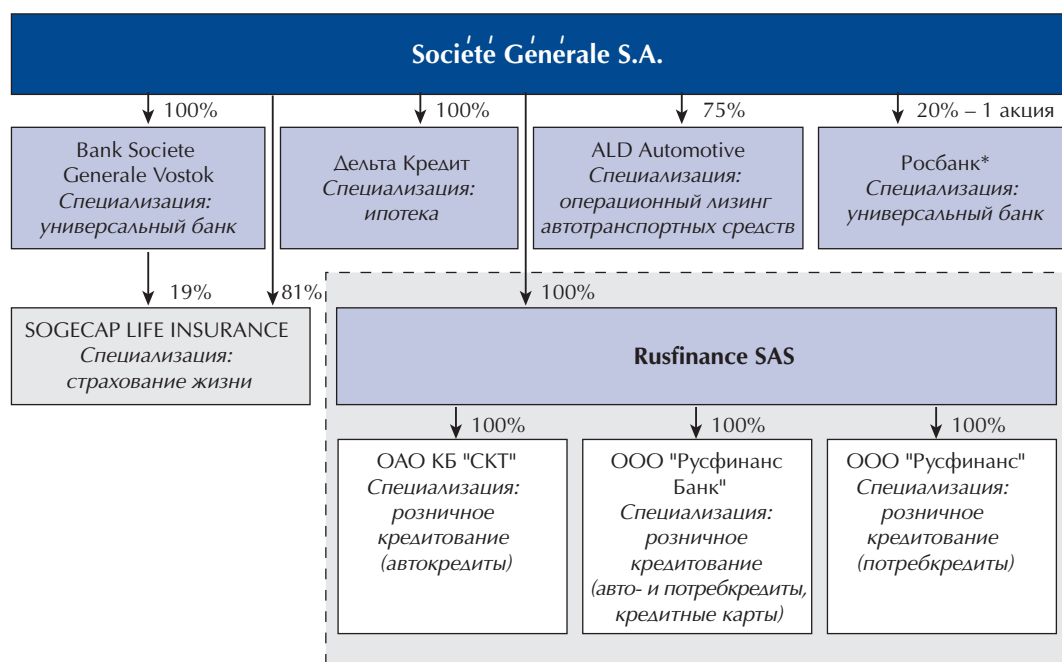 Société Générale S.A.
100%
100%
75%
20% – 1 акция
Bank Societe
Generale Vostok
Специализация:
универсальный банк
Дельта Кредит
Специализация:
ипотека
ALD Automotive
Специализация:
операционный лизинг
автотранспортных средств
Росбанк*
Специализация:
универсальный банк
19%
81%
100%
SOGECAP LIFE INSURANCE
Специализация:
страхование жизни
Rusfinance SAS
100%
100%
100%
ОАО КБ "СКТ"
Специализация:
розничное
кредитование
(автокредиты)
ООО "Русфинанс
Банк"
Специализация:
розничное
кредитование
(авто- и потребкредиты,
кредитные карты)
ООО "Русфинанс"
Специализация:
розничное
кредитование
(потребкредиты)